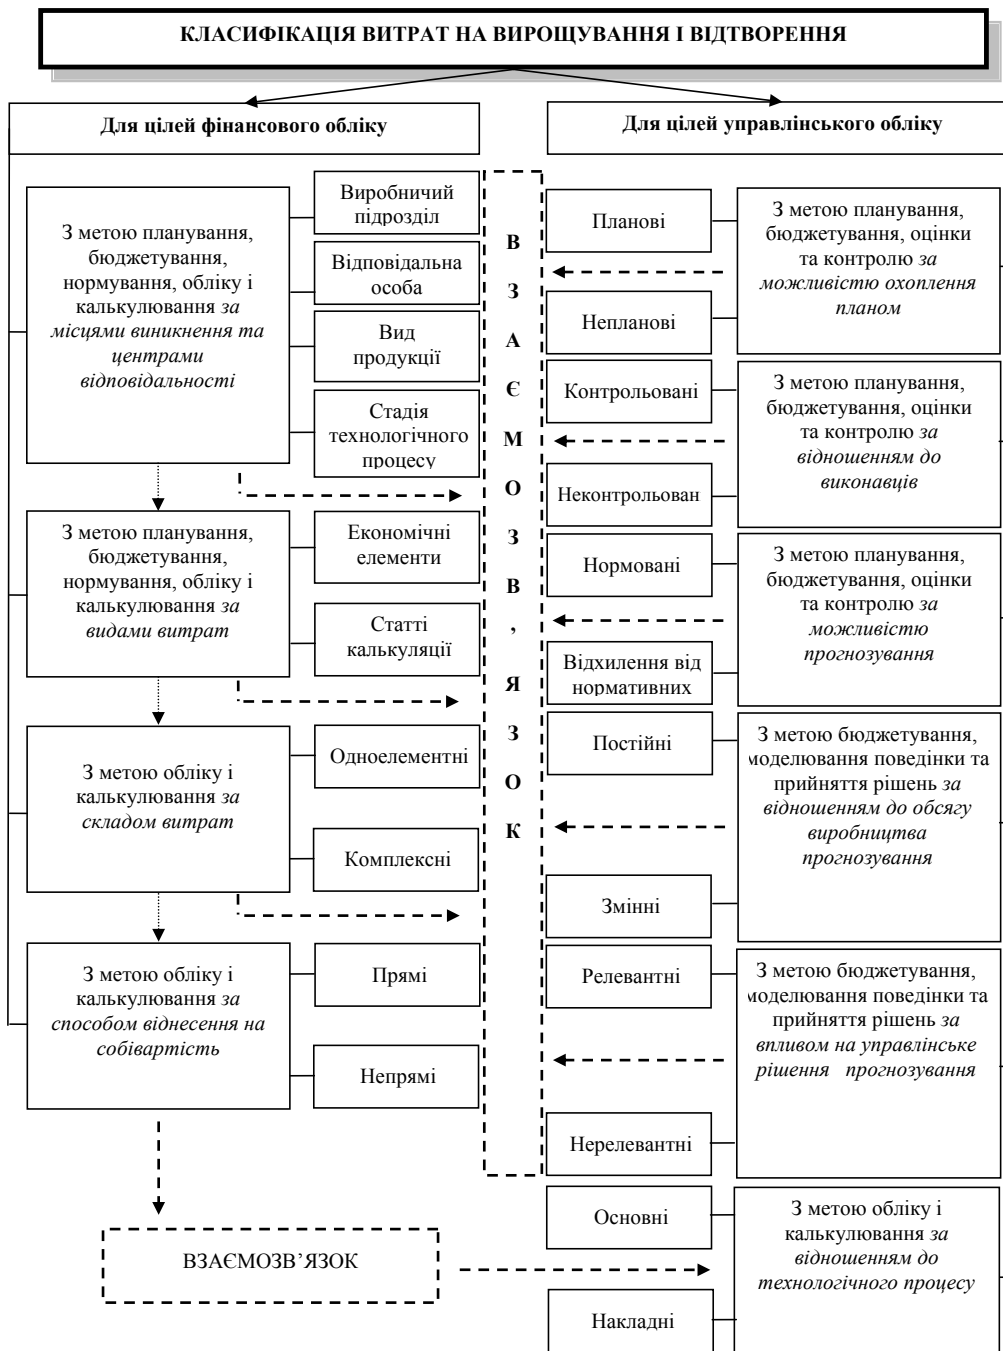 КЛАСИФІКАЦІЯ ВИТРАТ НА ВИРОЩУВАННЯ І ВІДТВОРЕННЯ
Для цілей фінансового обліку
Для цілей управлінського обліку
З метою планування,
бюджетування,
нормування, обліку і
калькулювання за
місцями виникнення та
центрами
відповідальності
Виробничий
підрозділ
Відповідальна
особа
Вид
продукції
Стадія
технологічного
процесу
З метою планування,
бюджетування,
нормування, обліку і
калькулювання за
видами витрат
Економічні
елементи
Статті
калькуляції
З метою обліку і
калькулювання за
складом витрат
Одноелементні
Комплексні
З метою обліку і
калькулювання за
способом віднесення на
собівартість
Прямі
Непрямі
ВЗАЄМОЗВ’ЯЗОК
В
З
А
Є
М
О
З
В
,
Я
З
О
К
Планові
Непланові
З метою планування,
бюджетування, оцінки
та контролю за
можливістю охоплення
планом
Контрольовані
Неконтрольован
З метою планування,
бюджетування, оцінки
та контролю за
відношенням до
виконавців
Нормовані
Відхилення від
нормативних
З метою планування,
бюджетування, оцінки
та контролю за
можливістю
прогнозування
Постійні
Змінні
З метою бюджетування,
моделювання поведінки та
прийняття рішень за
відношенням до обсягу
виробництва
прогнозування
Релевантні
Нерелевантні
З метою бюджетування,
моделювання поведінки та
прийняття рішень за
впливом на управлінське
рішення прогнозування
Основні
Накладні
З метою обліку і
калькулювання за
відношенням до
технологічного процесу